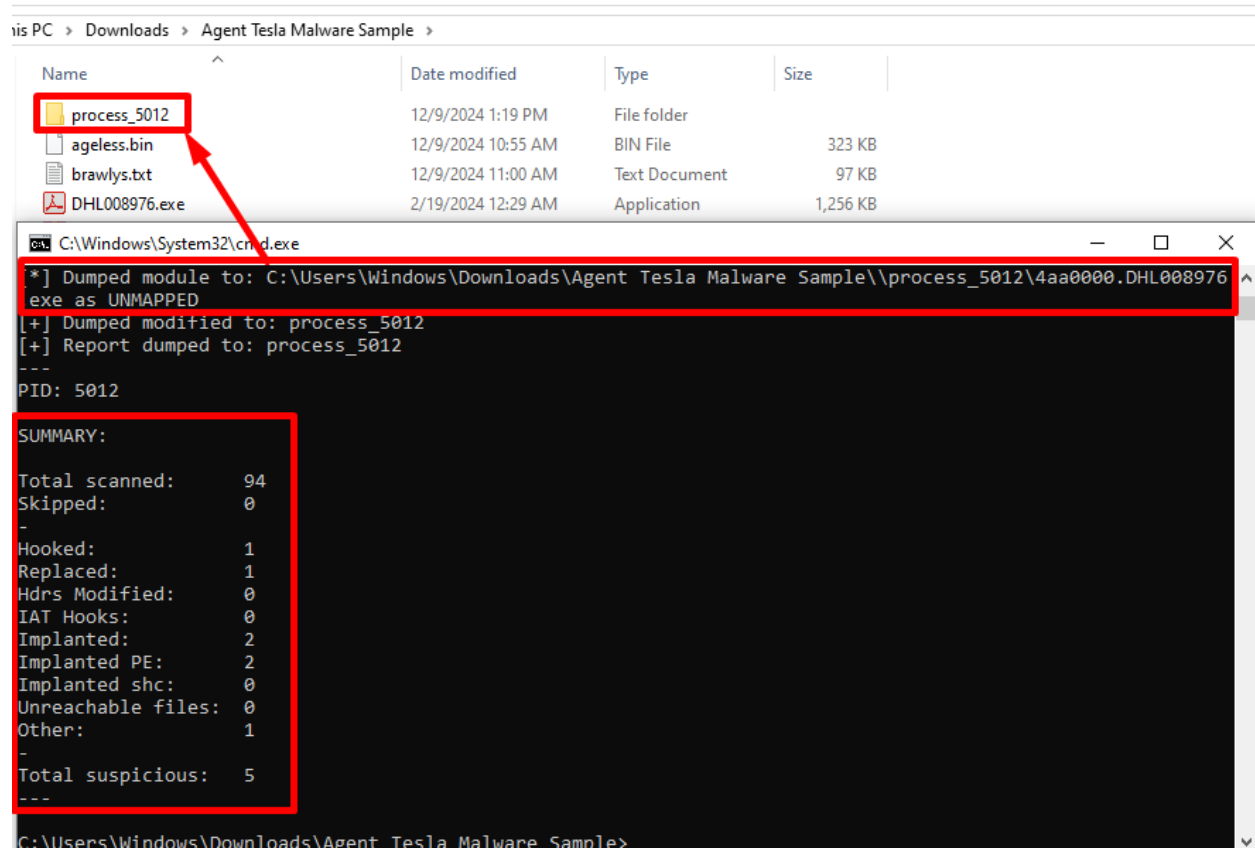 his PC > Downloads > Agent Tesla Malware Sample >
Name Date modified Type Size
process_5012 12/9/2024 1:19 PM File folder
ageless.bin 12/9/2024 10:55 AM BIN File 323 KB
brawlys.txt 12/9/2024 11:00 AM Text Document 97 KB
DHL008976.exe 2/19/2024 12:29 AM Application 1,256 KB
C:\Windows\System32\cmd.exe
[*] Dumped module to: C:\Users\Windows\Downloads\Agent Tesla Malware Sample\\process_5012\4aa0000.DHL008976
exe as UNMAPPED
[+] Dumped modified to: process_5012
[+] Report dumped to: process_5012
---
PID: 5012
SUMMARY:
Total scanned: 94
Skipped: 0
-
Hooked: 1
Replaced: 1
Hdrs Modified: 0
IAT Hooks: 0
Implanted: 2
Implanted PE: 2
Implanted shc: 0
Unreachable files: 0
Other: 1
-
Total suspicious: 5
---
C:\Users\Windows\Downloads\Agent Tesla Malware Sample>